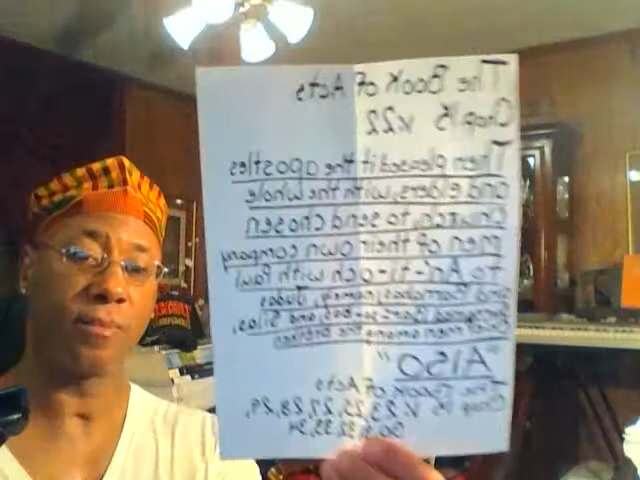 The Book of Acts
Chap. 15 v.22
Then pleased it the apostles
and elders, with the whole
Church, to send chosen
men of their own company
to An-ti-och with Paul
and Barnabas; namely, Judas
surnamed Barsabas, and Silas,
chief men among the brethren
"Also"
The Book of Acts
Chap 15 v.23,25,27,28,29,
30,31,32,33,34